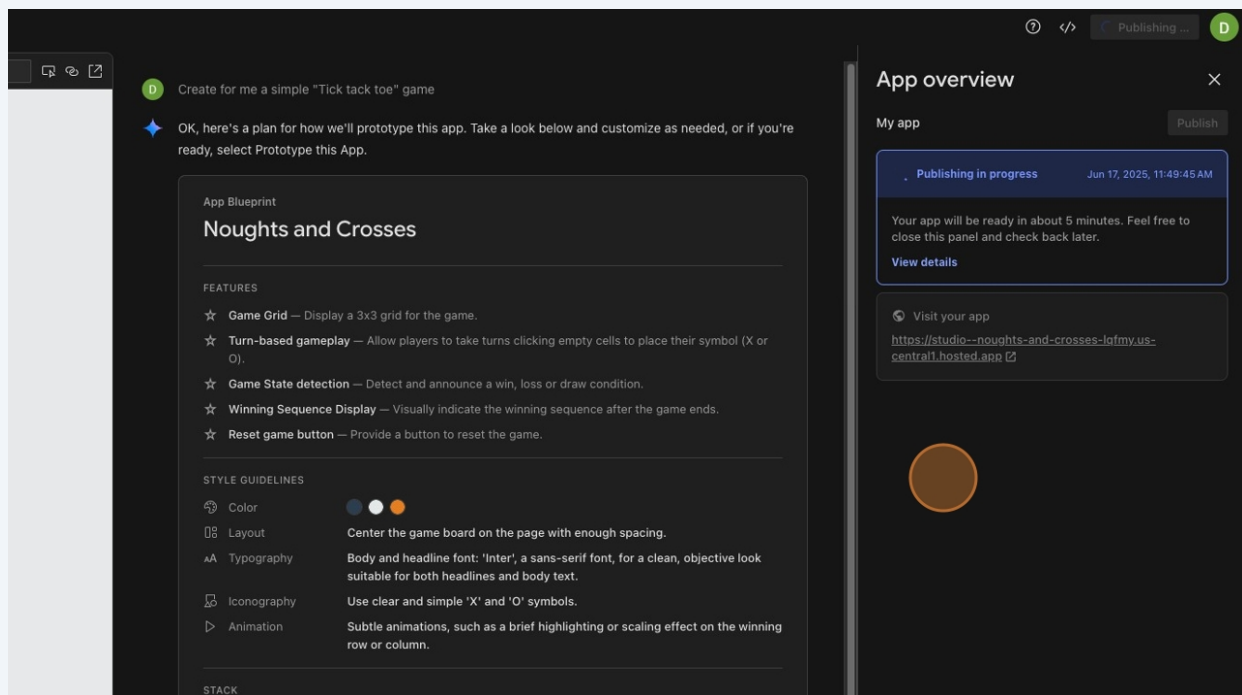 Publishing ...
D
D
Create for me a simple "Tick tack toe" game
OK, here's a plan for how we'll prototype this app. Take a look below and customize as needed, or if you're
ready, select Prototype this App.
App Blueprint
Noughts and Crosses
FEATURES
Game Grid — Display a 3x3 grid for the game.
Turn-based gameplay — Allow players to take turns clicking empty cells to place their symbol (X or
O).
Game State detection — Detect and announce a win, loss or draw condition.
Winning Sequence Display — Visually indicate the winning sequence after the game ends.
Reset game button — Provide a button to reset the game.
STYLE GUIDELINES
Color
Layout Center the game board on the page with enough spacing.
AA Typography Body and headline font: 'Inter', a sans-serif font, for a clean, objective look
suitable for both headlines and body text.
Iconography Use clear and simple 'X' and 'O' symbols.
Animation Subtle animations, such as a brief highlighting or scaling effect on the winning
row or column.
STACK
App overview
My app
Publish
Publishing in progress Jun 17, 2025, 11:49:45 AM
Your app will be ready in about 5 minutes. Feel free to
close this panel and check back later.
View details
Visit your app
https://studio--noughts-and-crosses-lqfmy.us-
central1.hosted.app